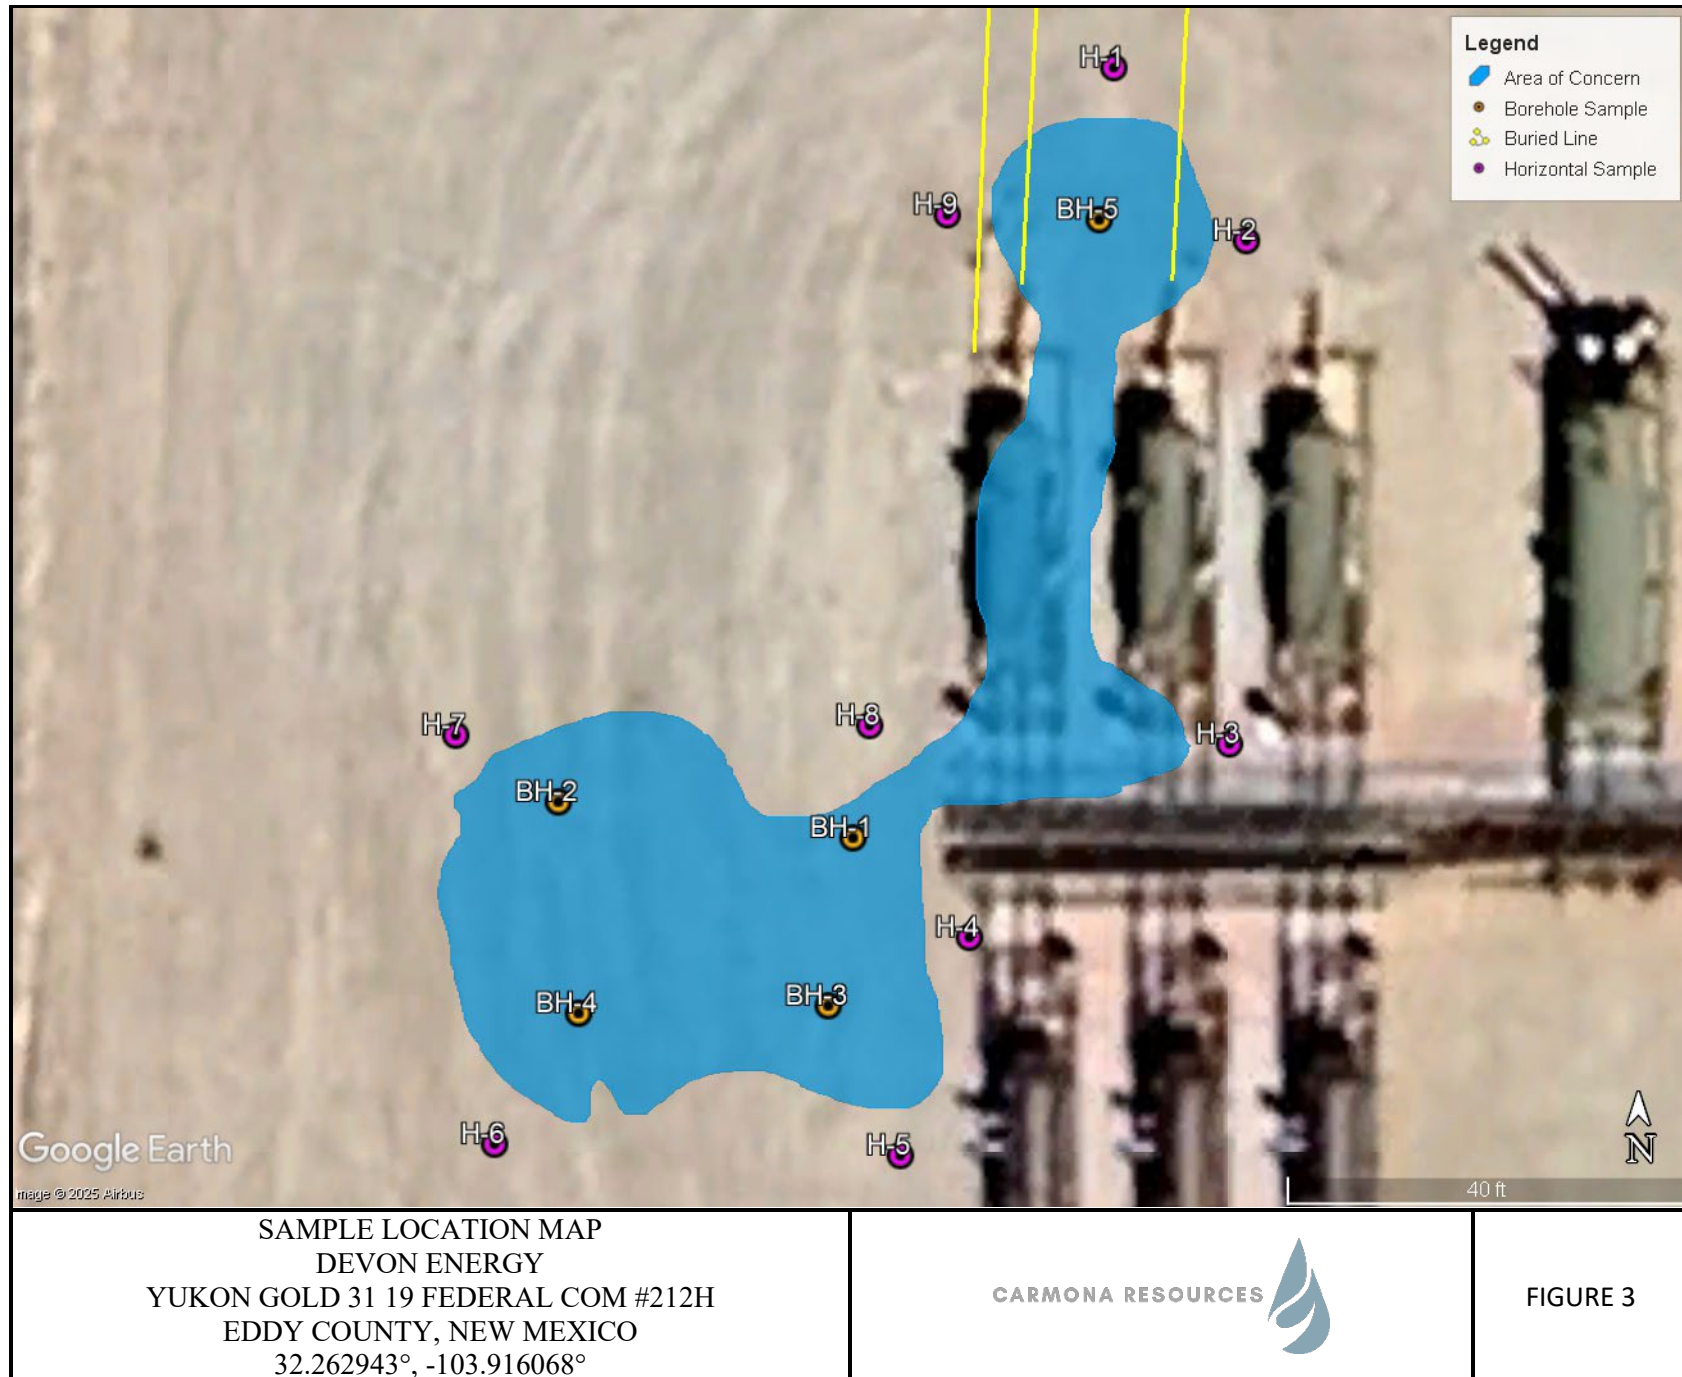 Legend
Area of Concern
Borehole Sample
Buried Line
Horizontal Sample
H-1
H-9
BH-5
H-2
H-7
H-8
H-3
BH-2
BH-1
H-4
BH-4
BH-3
H-6
H-5
Google Earth
Image © 2025 Airbus
N
40 ft
SAMPLE LOCATION MAP
DEVON ENERGY
YUKON GOLD 31 19 FEDERAL COM #212H
EDDY COUNTY, NEW MEXICO
32.262943°, -103.916068°
CARMONA RESOURCES
FIGURE 3